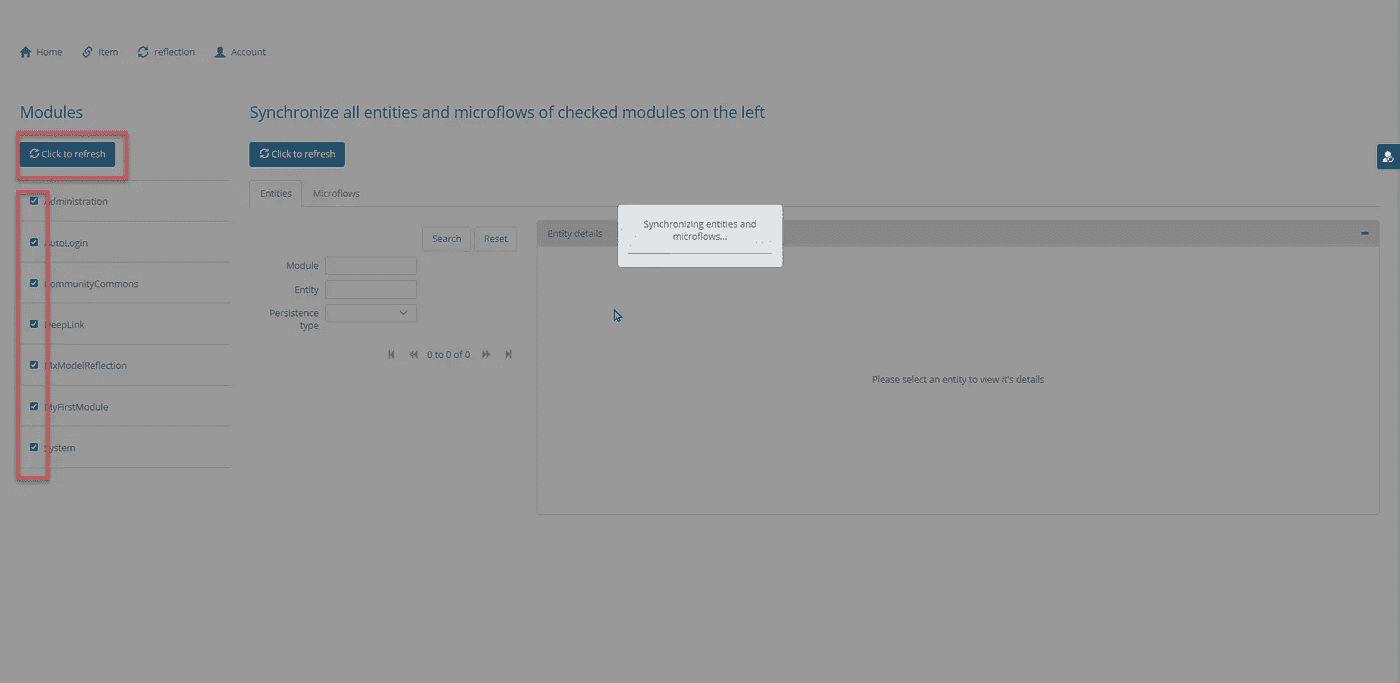 Home Item reflection Account
Modules
Synchronize all entities and microflows of checked modules on the left
Click to refresh
Click to refresh
Entities Microflows
Administration
AutoLogin
CommunityCommons
DeepLink
MxModelReflection
MyFirstModule
System
Search Reset
Module
Entity
Persistence
type
0 to 0 of 0
Entity details
Synchronizing entities and
microflows...
Please select an entity to view it's details